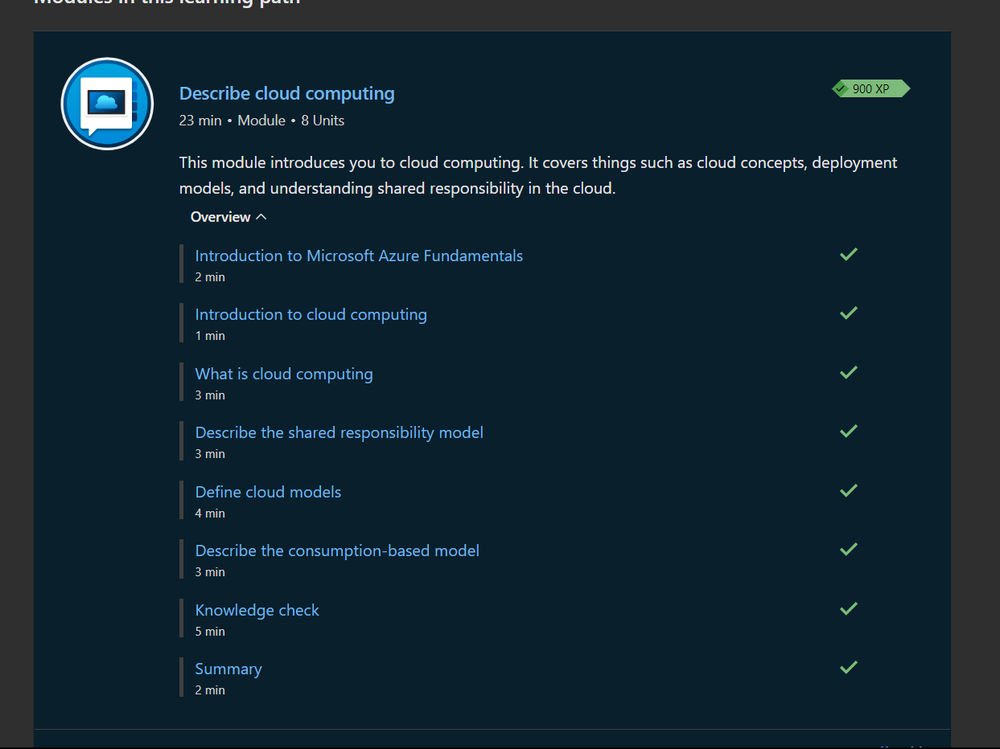 Modules in this learning path
Describe cloud computing
900 XP
23 min • Module • 8 Units
This module introduces you to cloud computing. It covers things such as cloud concepts, deployment
models, and understanding shared responsibility in the cloud.
Overview
Introduction to Microsoft Azure Fundamentals
2 min
Introduction to cloud computing
1 min
What is cloud computing
3 min
Describe the shared responsibility model
3 min
Define cloud models
4 min
Describe the consumption-based model
3 min
Knowledge check
5 min
Summary
2 min